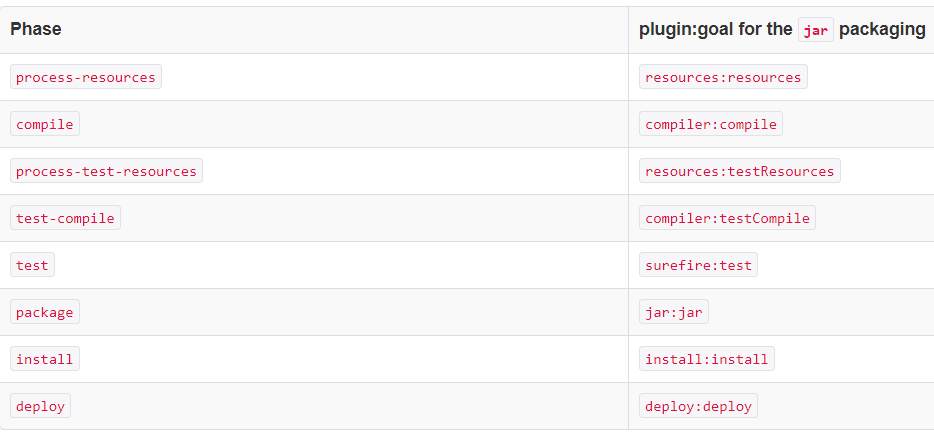 Phase plugin:goal for the jar packaging
process-resources resources:resources
compile compiler:compile
process-test-resources resources:testResources
test-compile compiler:testCompile
test surefire:test
package jar:jar
install install:install
deploy deploy:deploy